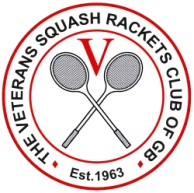 · THE VETERANS SQUASH RACKETS CLUB OF GB ·
V
Est.1963